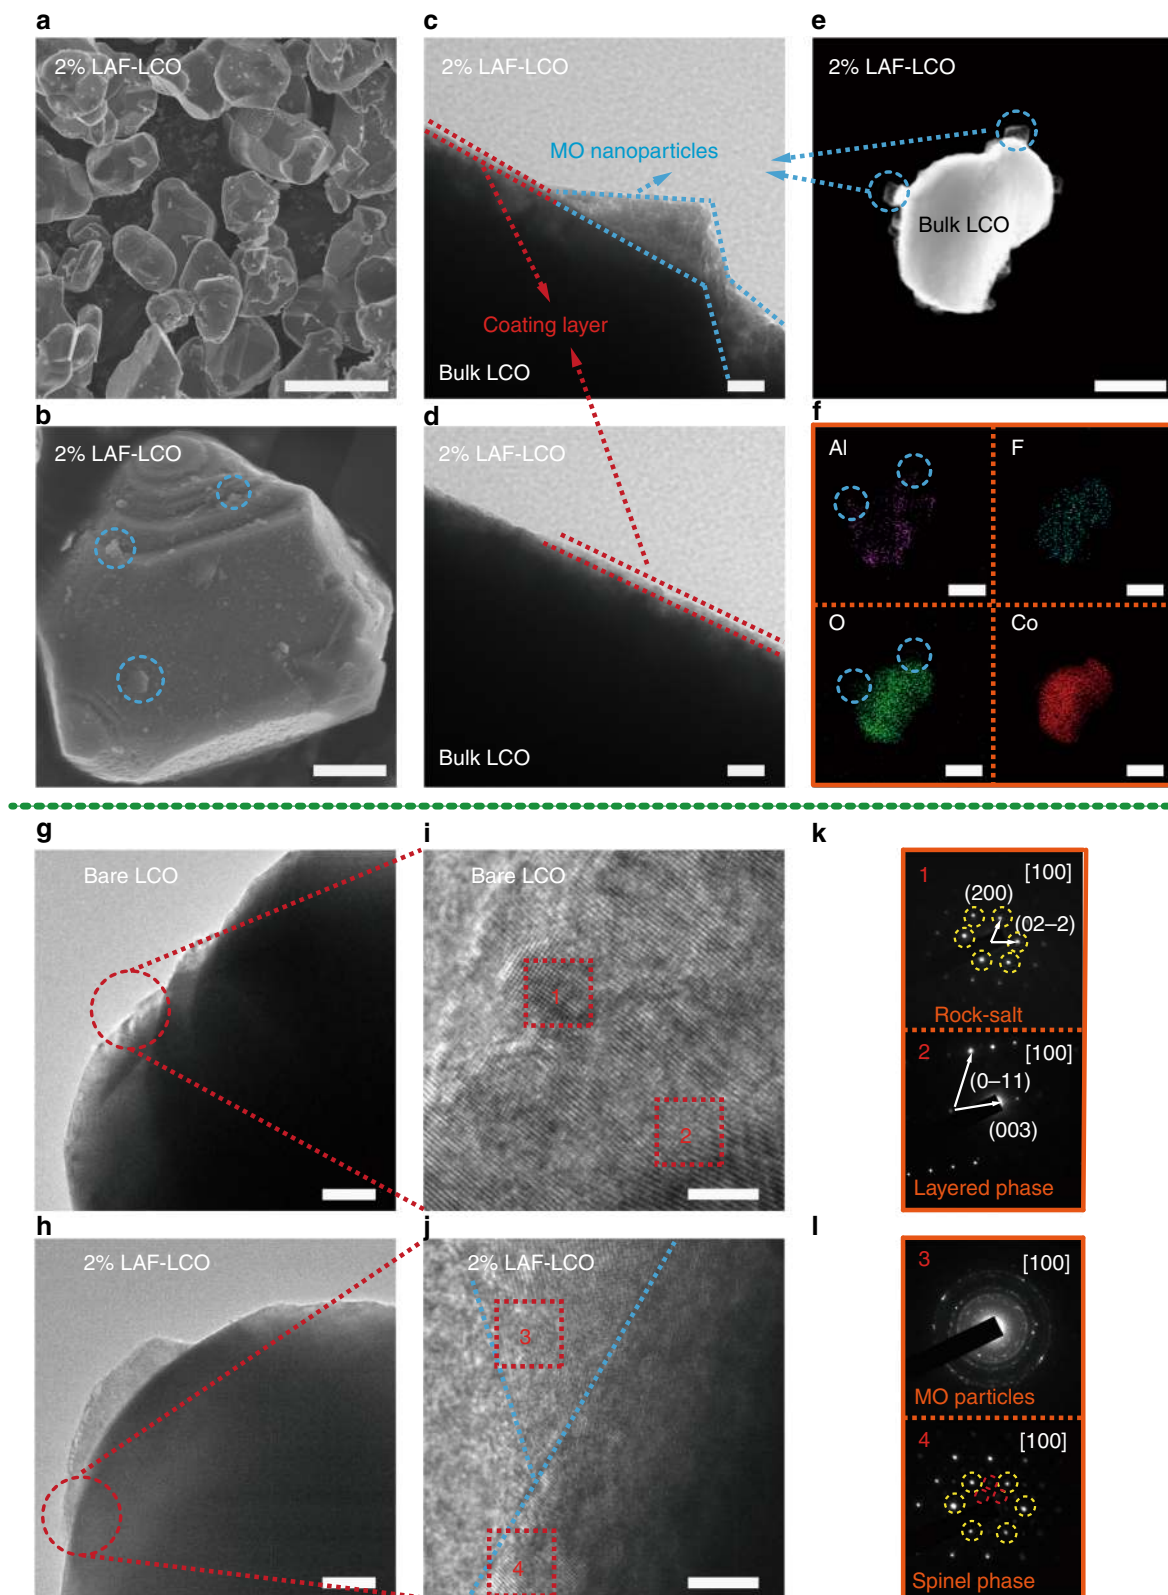 a
2% LAF-LCO
c
2% LAF-LCO
MO nanoparticles
Coating layer
Bulk LCO
e
2% LAF-LCO
Bulk LCO
b
2% LAF-LCO
d
2% LAF-LCO
Bulk LCO
f
Al
F
O
Co
g
Bare LCO
i
Bare LCO
1
2
k
1
[100]
(200)
(02–2)
Rock-salt
2
[100]
(0–11)
(003)
Layered phase
h
2% LAF-LCO
j
2% LAF-LCO
3
4
l
3
[100]
MO particles
4
[100]
Spinel phase